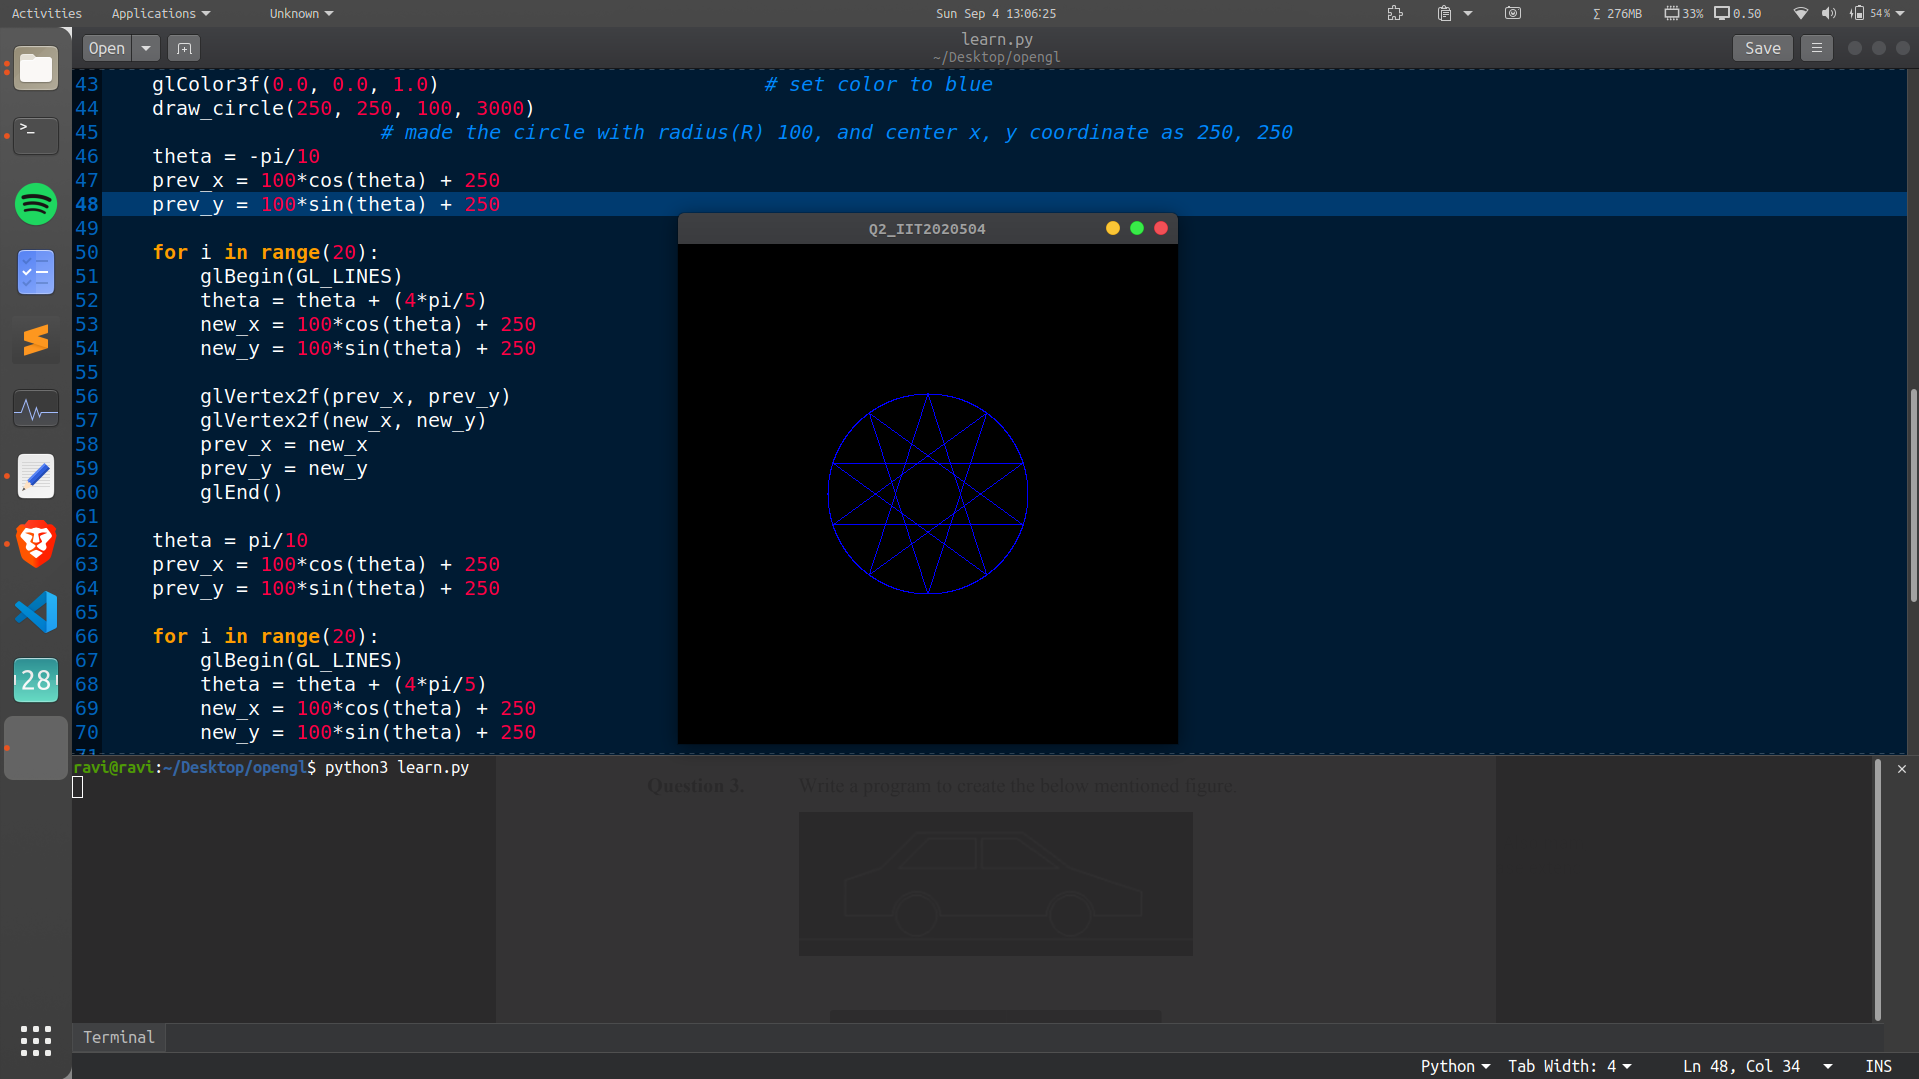 Activities Applications Unknown Sun Sep 4 13:06:25 Σ 276MB 33% 0.50 54%
Open learn.py Save
~/Desktop/opengl
43 glColor3f(0.0, 0.0, 1.0) # set color to blue
44 draw_circle(250, 250, 100, 3000)
45 # made the circle with radius(R) 100, and center x, y coordinate as 250, 250
46 theta = -pi/10
47 prev_x = 100*cos(theta) + 250
48 prev_y = 100*sin(theta) + 250
49
50 for i in range(20):
51 glBegin(GL_LINES)
52 theta = theta + (4*pi/5)
53 new_x = 100*cos(theta) + 250
54 new_y = 100*sin(theta) + 250
55
56 glVertex2f(prev_x, prev_y)
57 glVertex2f(new_x, new_y)
58 prev_x = new_x
59 prev_y = new_y
60 glEnd()
61
62 theta = pi/10
63 prev_x = 100*cos(theta) + 250
64 prev_y = 100*sin(theta) + 250
65
66 for i in range(20):
67 glBegin(GL_LINES)
68 theta = theta + (4*pi/5)
69 new_x = 100*cos(theta) + 250
70 new_y = 100*sin(theta) + 250
71
Q2_IIT2020504
28
ravi@ravi:~/Desktop/opengl$ python3 learn.py
Question 3. Write a program to create the below mentioned figure.
Terminal
Python Tab Width: 4 Ln 48, Col 34 INS